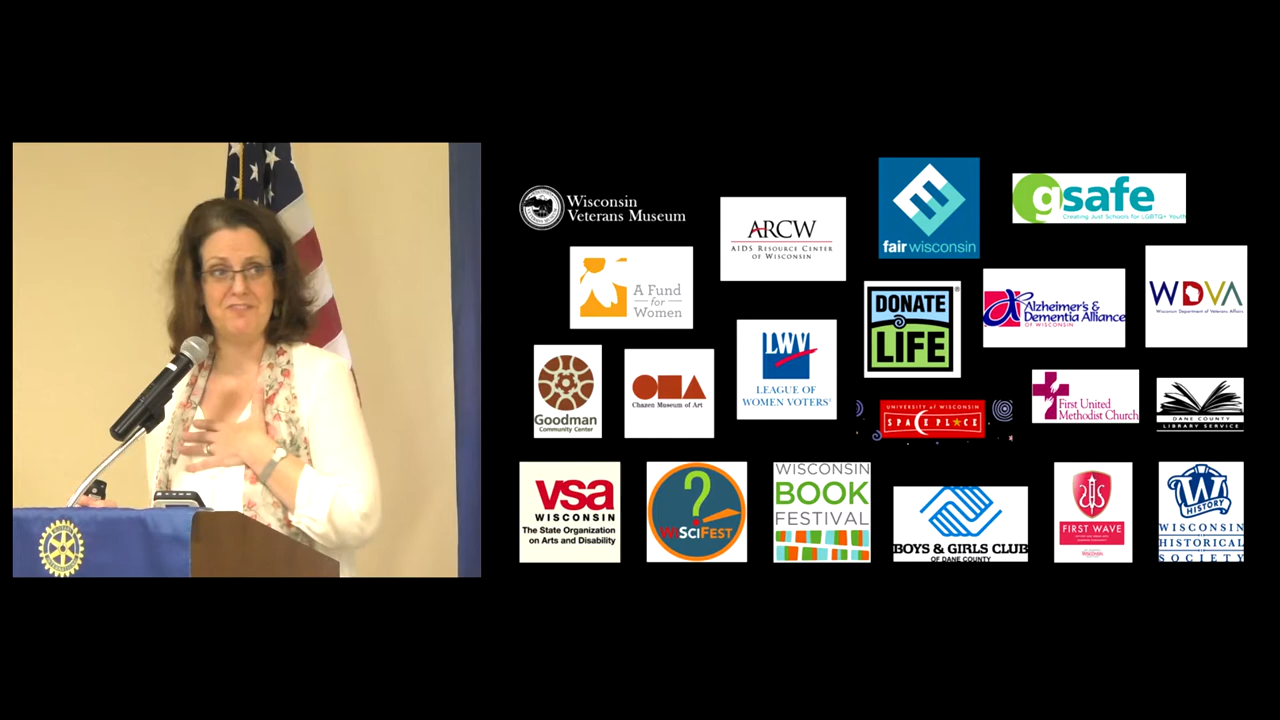 Wisconsin
Veterans Museum
ARCW
AIDS RESOURCE CENTER
OF WISCONSIN
fair wisconsin
gsafe
Creating Just Schools for LGBTQ+ Youth
A Fund
for
Women
DONATE
LIFE
®
Alzheimer's &
Dementia Alliance
OF WISCONSIN
WDVA
Wisconsin Department of Veterans Affairs
Goodman
Community Center
Chazen Museum of Art
LWV
LEAGUE OF
WOMEN VOTERS®
UNIVERSITY of WISCONSIN
SPACE PLACE
First United
Methodist Church
DANE COUNTY
LIBRARY SERVICE
vsa
WISCONSIN
The State Organization
on Arts and Disability
?
WISCIFEST
WISCONSIN
BOOK
FESTIVAL
BOYS & GIRLS CLUB
OF DANE COUNTY
FIRST WAVE
W
HISTORY
WISCONSIN
HISTORICAL
SOCIETY